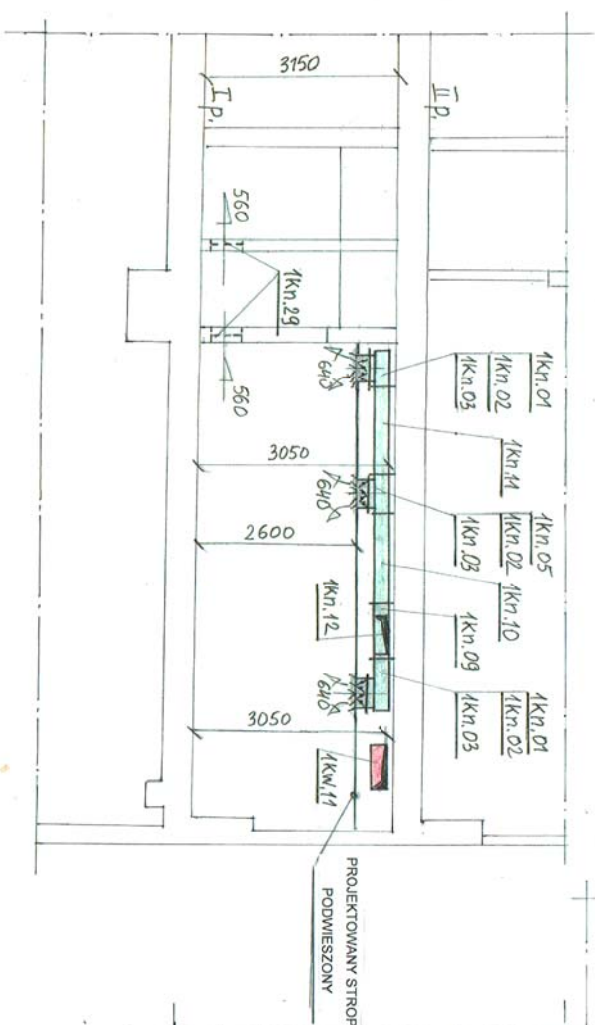 3150
I p.
II p.
560
560
1Kn.29
1Kn.01
1Kn.02
1Kn.03
1Kn.11
1Kn.05
1Kn.02
1Kn.03
1Kn.10
1Kn.09
1Kn.01
1Kn.02
1Kn.03
640
640
640
3050
2600
1Kn.12
3050
1KW.11
PROJEKTOWANY STROP
PODWIESZONY